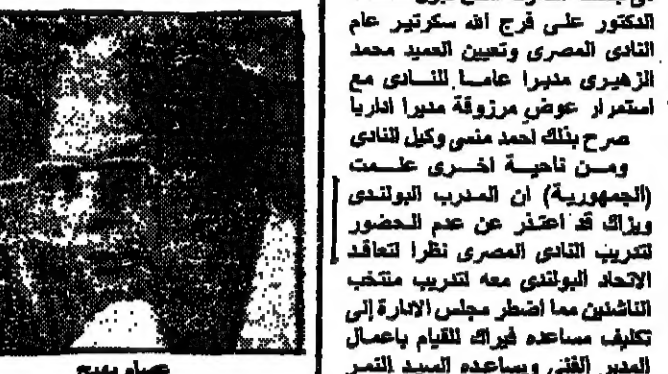 الدكتور على فرج الله سكرتير عام
النادى المصرى وتعيين العميد محمد
الزهيرى مديرا عاما للنادى مع
استمرار عوض مرزوقة مديرا اداريا
صرح بذلك احمد منسى وكيل النادى
ومن ناحية اخرى علمت
(الجمهورية) ان المدرب البولندى
ويزاك قد اعتذر عن عدم الحضور
لتدريب النادى المصرى نظرا لتعاقد
الاتحاد البولندى معه لتدريب منتخب
الناشئين مما اضطر مجلس الادارة إلى
تكليف مساعده فيراك للقيام باعمال
المدير الفنى ويساعده السيد النمر
عصام بهيج